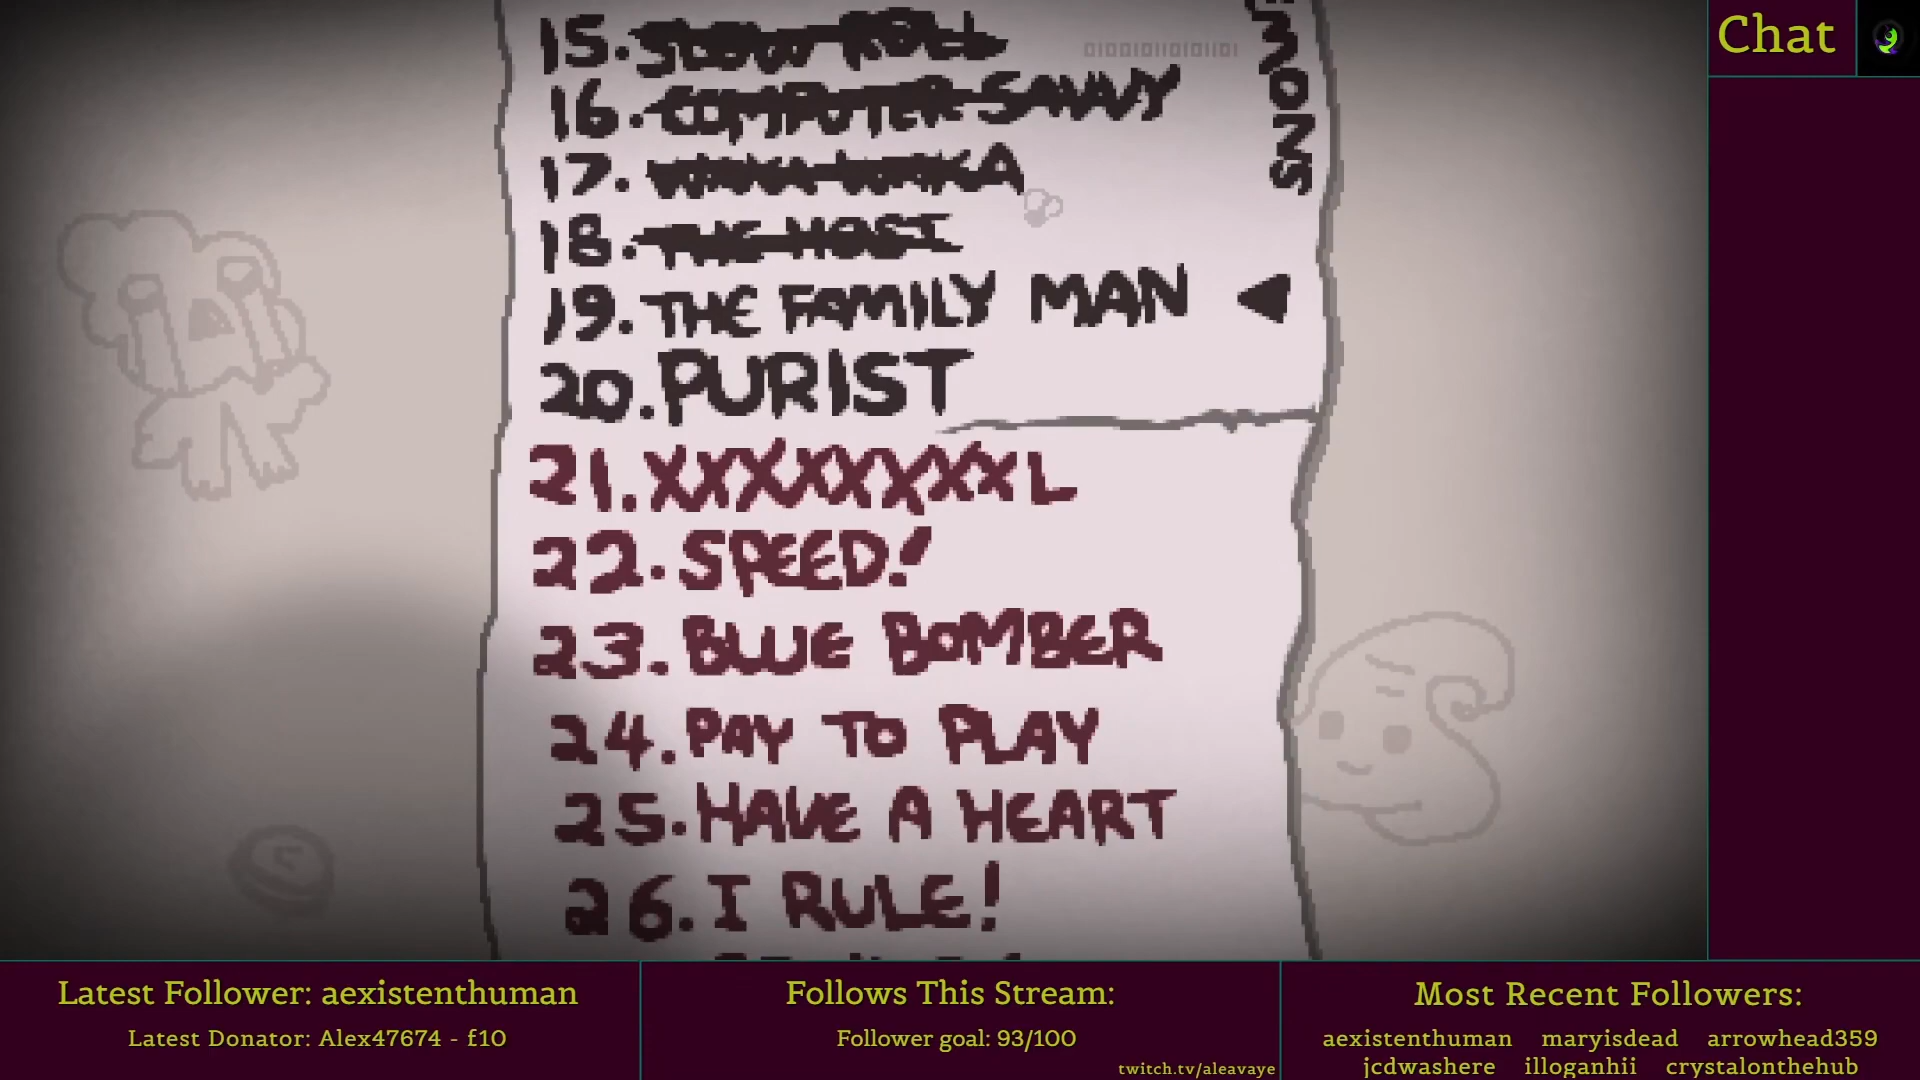 15. SLOW ROLL
010010110101101
16. COMPUTER SAVVY
17. WAKA WAKA
18. THE HOST
19. THE FAMILY MAN
20. PURIST
21. XXXXXXXXL
22. SPEED!
23. BLUE BOMBER
24. PAY TO PLAY
25. HAVE A HEART
26. I RULE!
Chat
Latest Follower: aexistenthuman
Latest Donator: Alex47674 - £10
Follows This Stream:
Follower goal: 93/100
twitch.tv/aleavaye
Most Recent Followers:
aexistenthuman maryisdead arrowhead359
jcdwashere illoganhii crystalonthehub